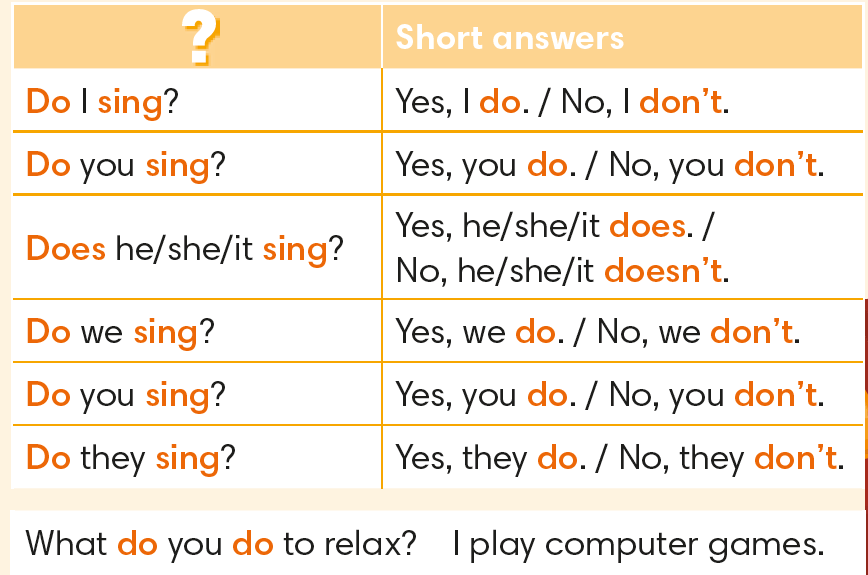 ?
Short answers
Do I sing?
Yes, I do. / No, I don't.
Do you sing?
Yes, you do. / No, you don't.
Does he/she/it sing?
Yes, he/she/it does. /
No, he/she/it doesn't.
Do we sing?
Yes, we do. / No, we don't.
Do you sing?
Yes, you do. / No, you don't.
Do they sing?
Yes, they do. / No, they don't.
What do you do to relax? I play computer games.